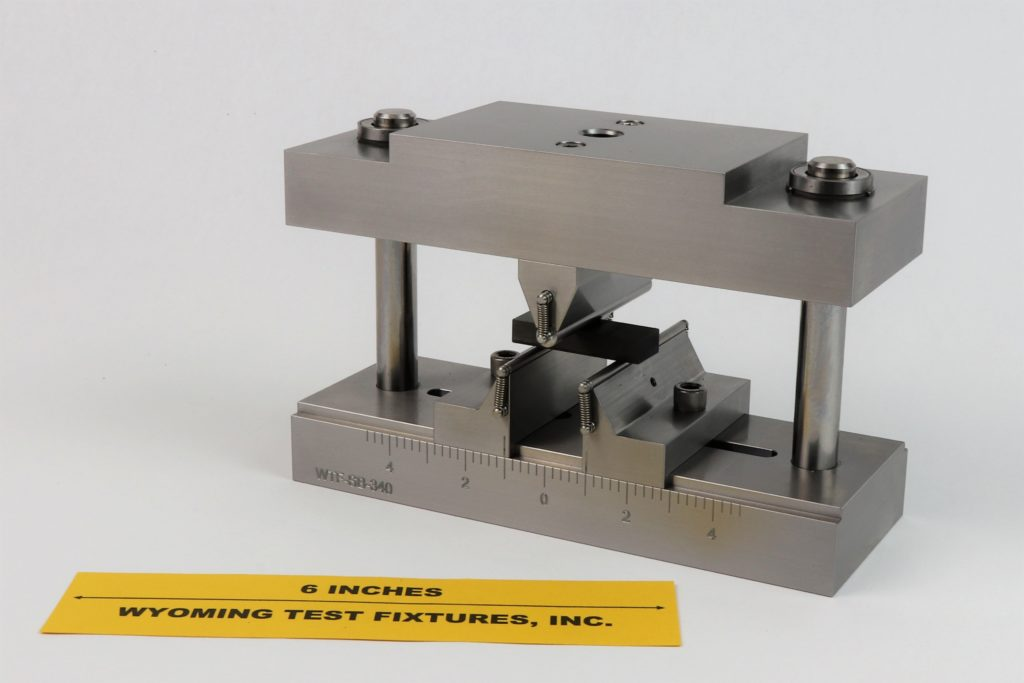 4 2 0 2 4
WTF-SB-340
6 INCHES
WYOMING TEST FIXTURES, INC.